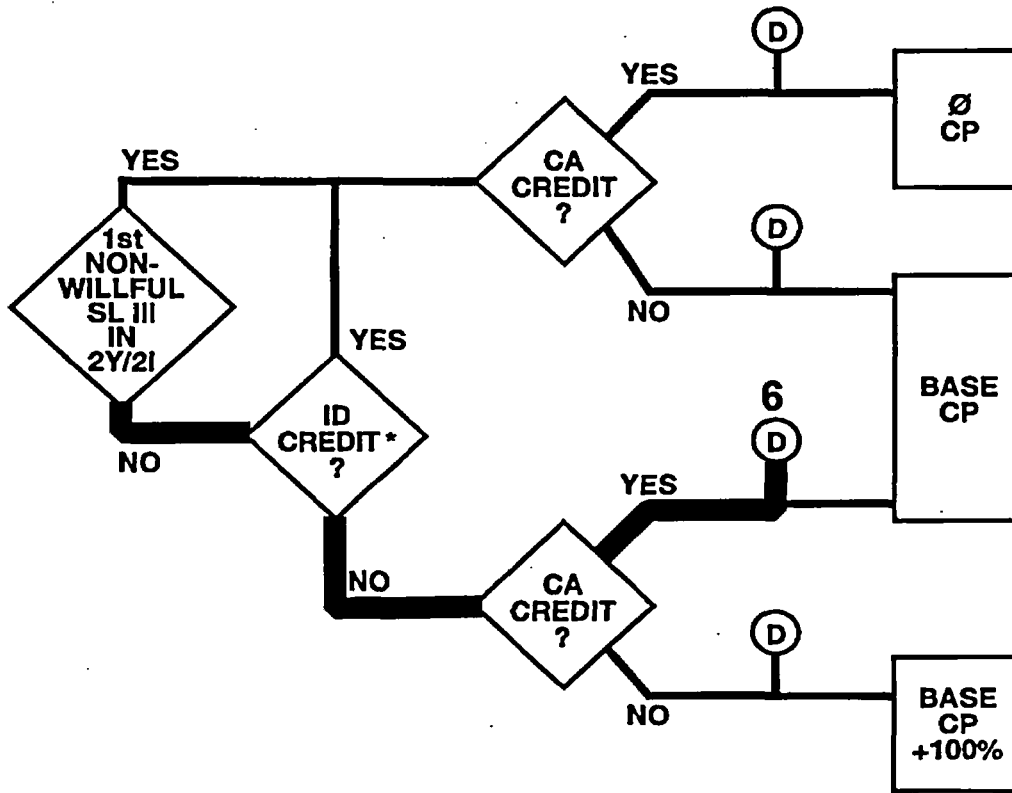 D
YES
Ø
CP
YES
CA
CREDIT
?
1st
NON-
WILLFUL
SL III
IN
2Y/2I
D
NO
YES
BASE
CP
6
D
ID
CREDIT*
?
NO
YES
NO
CA
CREDIT
?
D
NO
BASE
CP
+100%